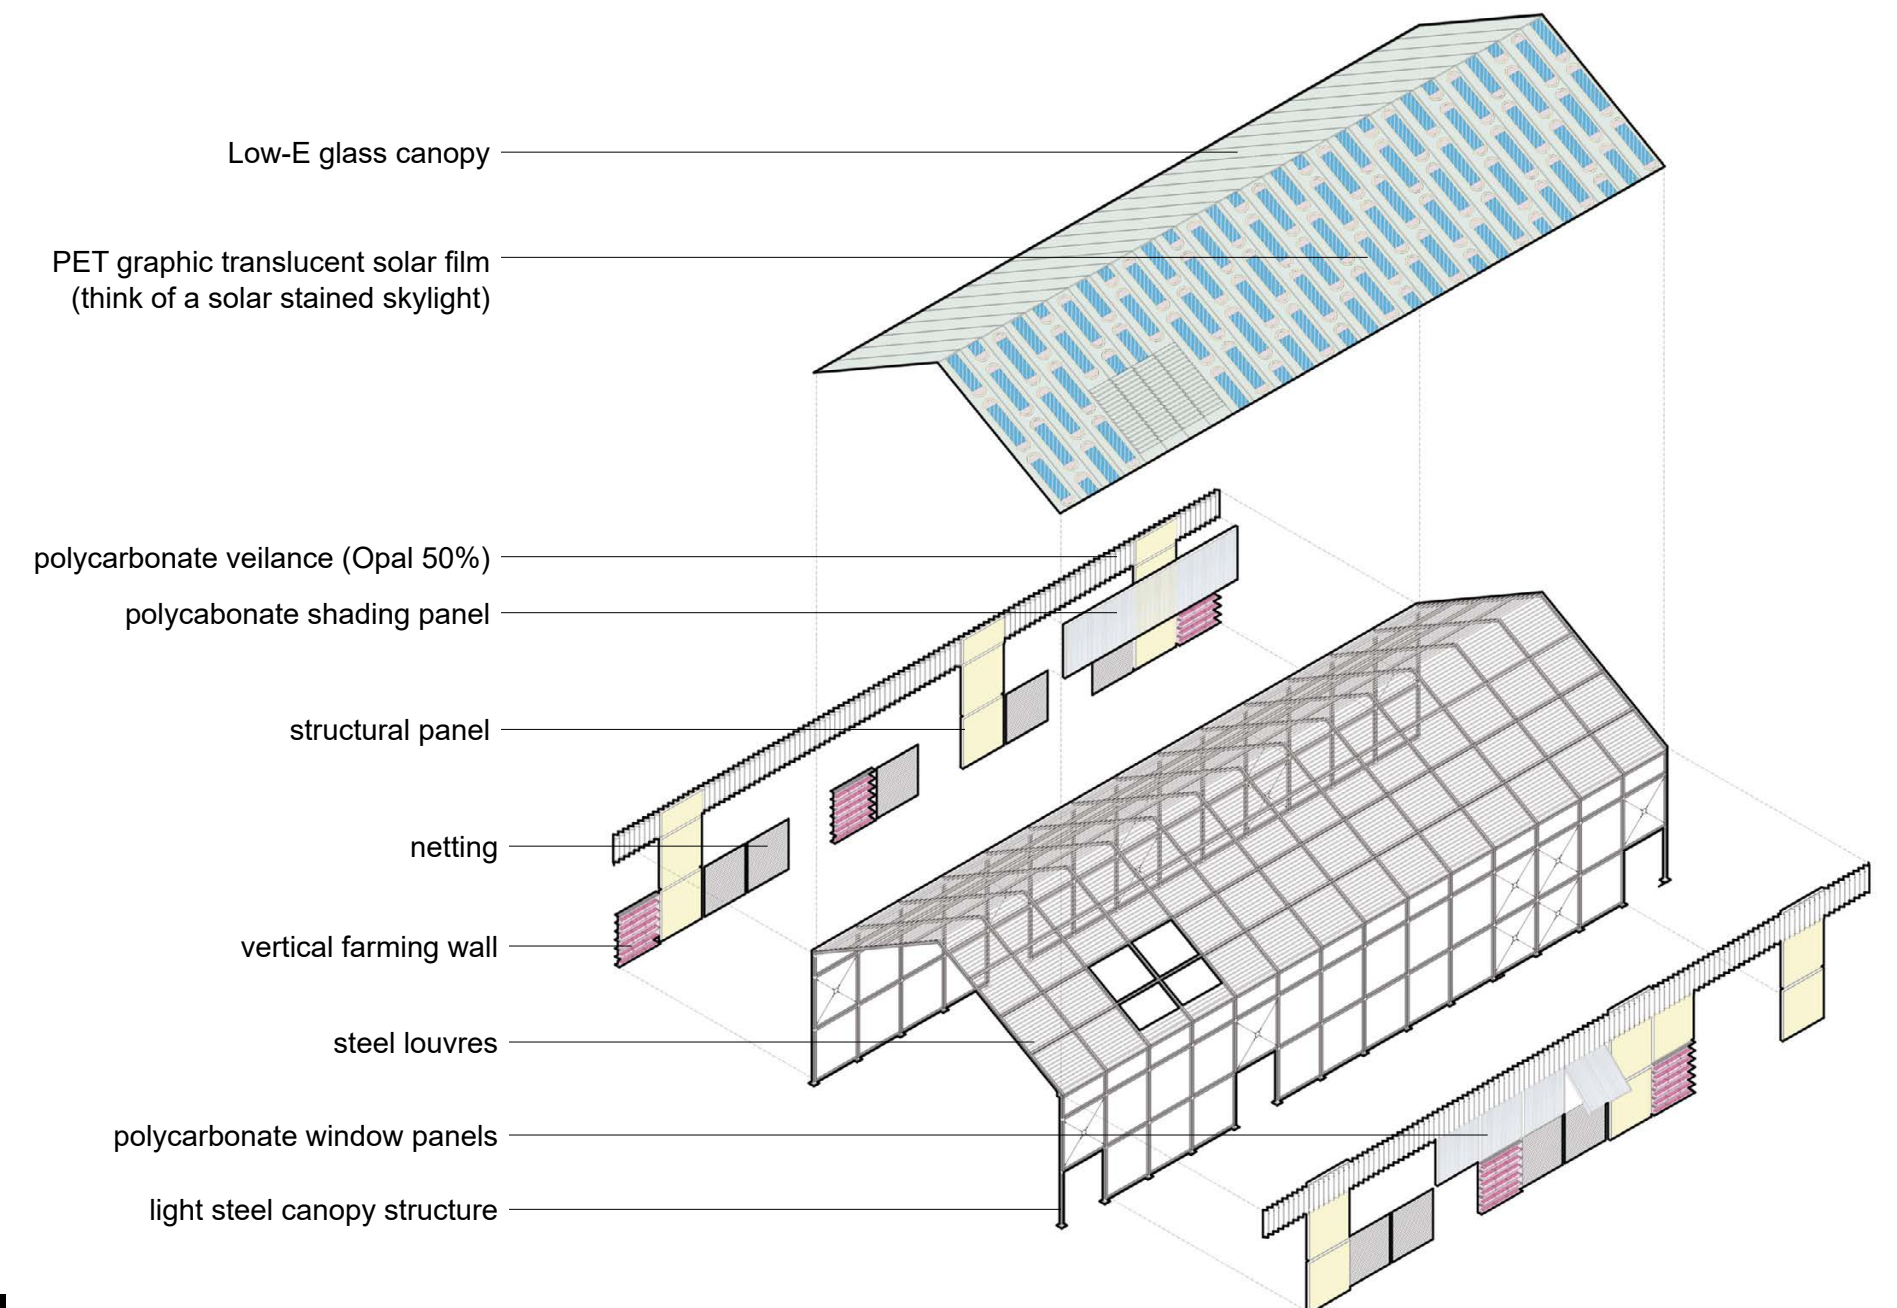 Low-E glass canopy
PET graphic translucent solar film
(think of a solar stained skylight)
polycarbonate veilance (Opal 50%)
polycabonate shading panel
structural panel
netting
vertical farming wall
steel louvres
polycarbonate window panels
light steel canopy structure